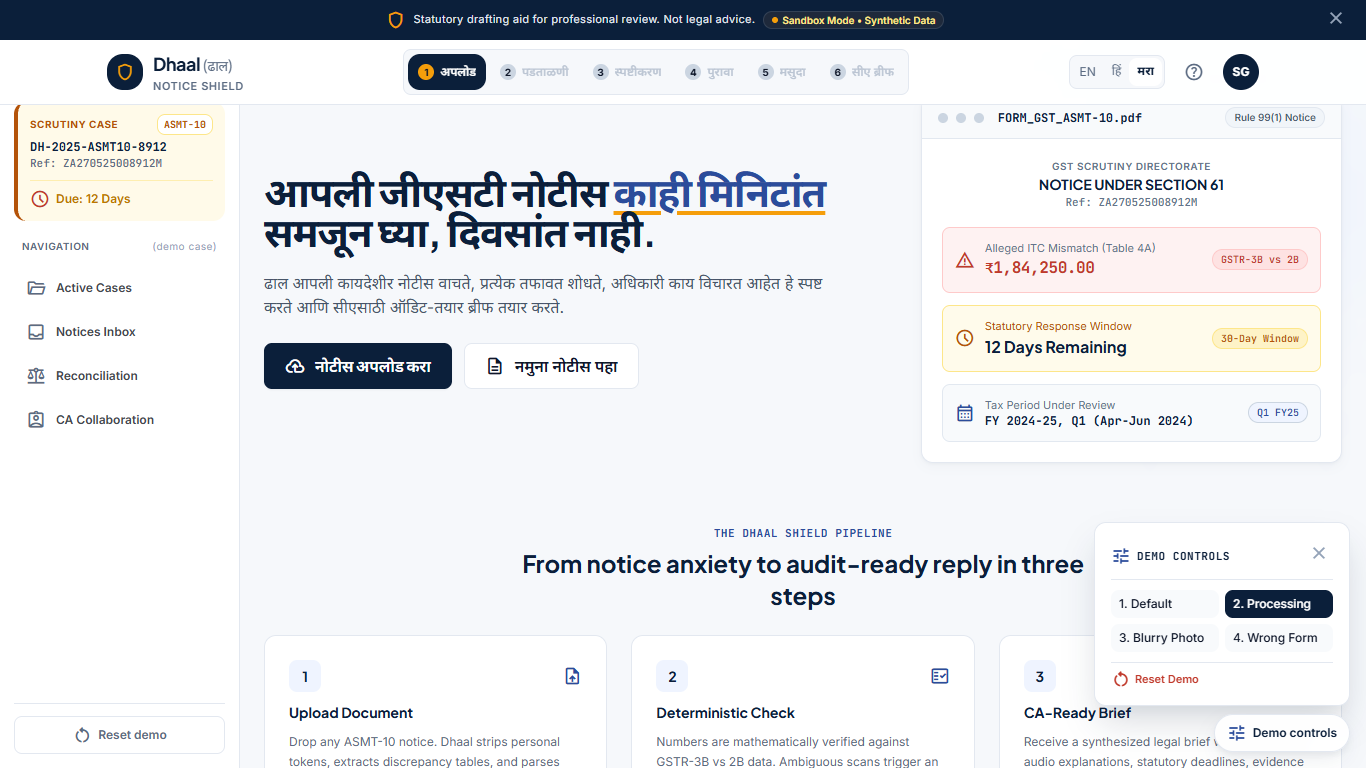 Statutory drafting aid for professional review. Not legal advice.
Sandbox Mode • Synthetic Data
Dhaal (ढाल)
NOTICE SHIELD
1 अपलोड
2 पडताळणी
3 स्पष्टीकरण
4 पुरावा
5 मसुदा
6 सीए ब्रीफ
EN
हिं
मरा
SG
SCRUTINY CASE
ASMT-10
DH-2025-ASMT10-8912
Ref: ZA270525008912M
Due: 12 Days
NAVIGATION
(demo case)
Active Cases
Notices Inbox
Reconciliation
CA Collaboration
Reset demo
आपली जीएसटी नोटीस काही मिनिटांत
समजून घ्या, दिवसांत नाही.
ढाल आपली कायदेशीर नोटीस वाचते, प्रत्येक तफावत शोधते, अधिकारी काय विचारत आहेत हे स्पष्ट
करते आणि सीएसाठी ऑडिट-तयार ब्रीफ तयार करते.
नोटीस अपलोड करा
नमुना नोटीस पहा
FORM_GST_ASMT-10.pdf
Rule 99(1) Notice
GST SCRUTINY DIRECTORATE
NOTICE UNDER SECTION 61
Ref: ZA270525008912M
Alleged ITC Mismatch (Table 4A)
₹1,84,250.00
GSTR-3B vs 2B
Statutory Response Window
12 Days Remaining
30-Day Window
Tax Period Under Review
FY 2024-25, Q1 (Apr-Jun 2024)
Q1 FY25
THE DHAAL SHIELD PIPELINE
From notice anxiety to audit-ready reply in three
steps
1
Upload Document
Drop any ASMT-10 notice. Dhaal strips personal
tokens, extracts discrepancy tables, and parses
2
Deterministic Check
Numbers are mathematically verified against
GSTR-3B vs 2B data. Ambiguous scans trigger an
3
CA-Ready Brief
Receive a synthesized legal brief
audio explanations, statutory deadlines, evidence
DEMO CONTROLS
1. Default
2. Processing
3. Blurry Photo
4. Wrong Form
Reset Demo
Demo controls